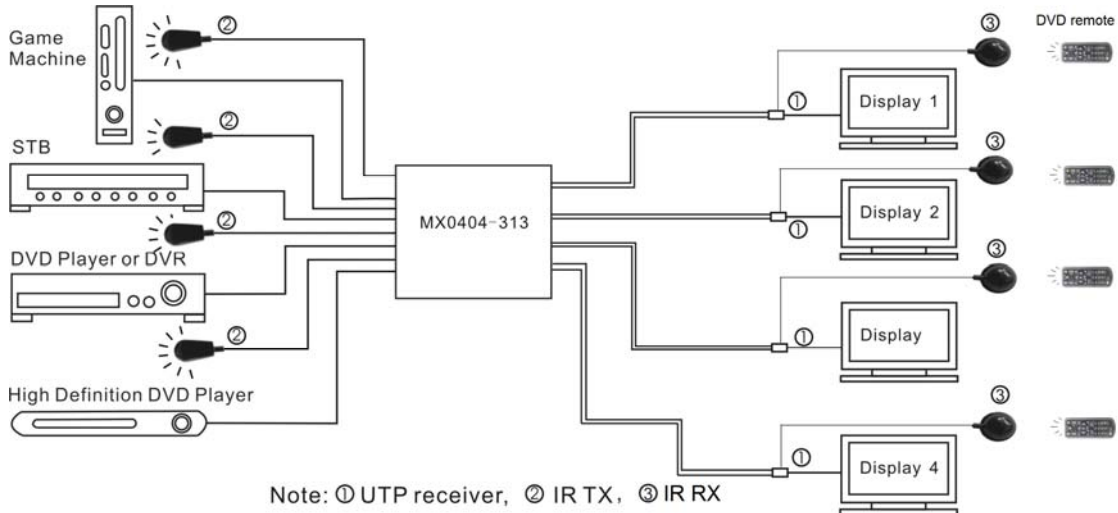 Game
Machine
②
③
DVD remote
①
Display 1
②
STB
③
MX0404-313
①
Display 2
②
DVD Player or DVR
③
①
Display
②
High Definition DVD Player
③
①
Display 4
Note: ① UTP receiver, ② IR TX, ③ IR RX